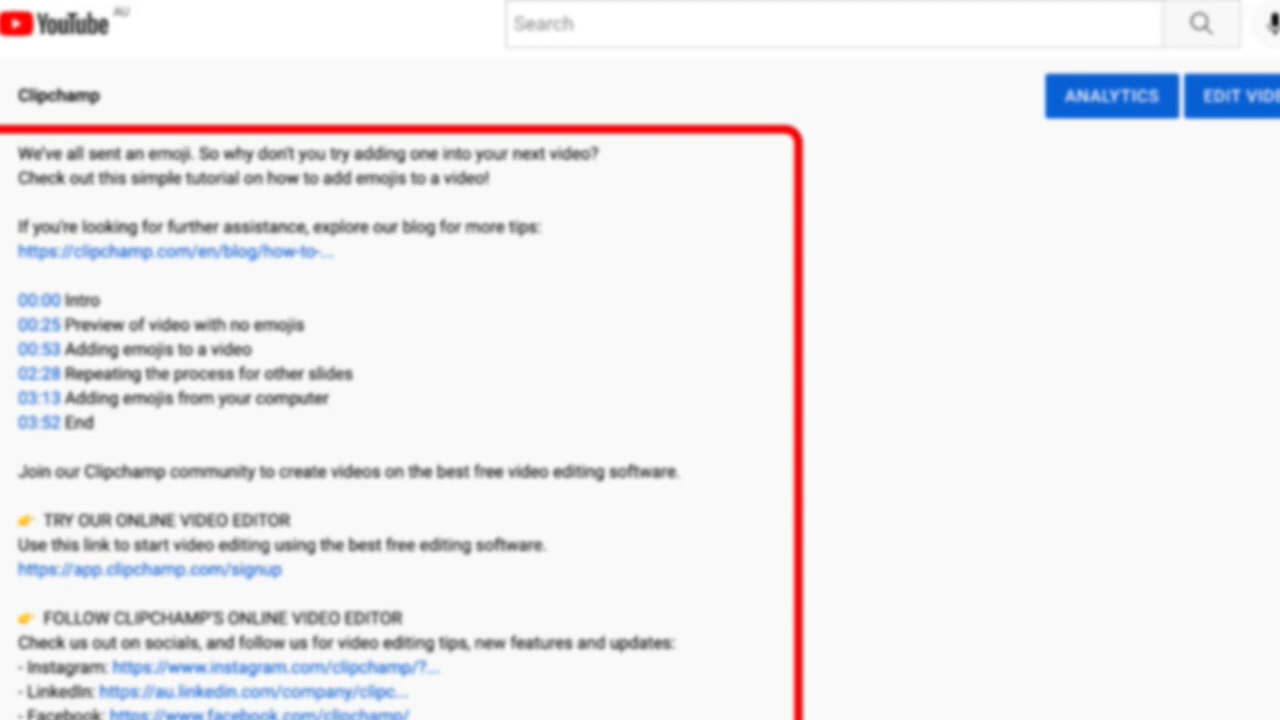 YouTube AU
Search
Clipchamp
ANALYTICS
EDIT VIDE
We've all sent an emoji. So why don't you try adding one into your next video?
Check out this simple tutorial on how to add emojis to a video!
If you're looking for further assistance, explore our blog for more tips:
https://clipchamp.com/en/blog/how-to-...
00:00 Intro
00:25 Preview of video with no emojis
00:53 Adding emojis to a video
02:28 Repeating the process for other slides
03:13 Adding emojis from your computer
03:52 End
Join our Clipchamp community to create videos on the best free video editing software.
👉 TRY OUR ONLINE VIDEO EDITOR
Use this link to start video editing using the best free editing software.
https://app.clipchamp.com/signup
👉 FOLLOW CLIPCHAMP'S ONLINE VIDEO EDITOR
Check us out on socials, and follow us for video editing tips, new features and updates:
- Instagram: https://www.instagram.com/clipchamp/?...
- LinkedIn: https://au.linkedin.com/company/clipc...
- Facebook: https://www.facebook.com/clipchamp/